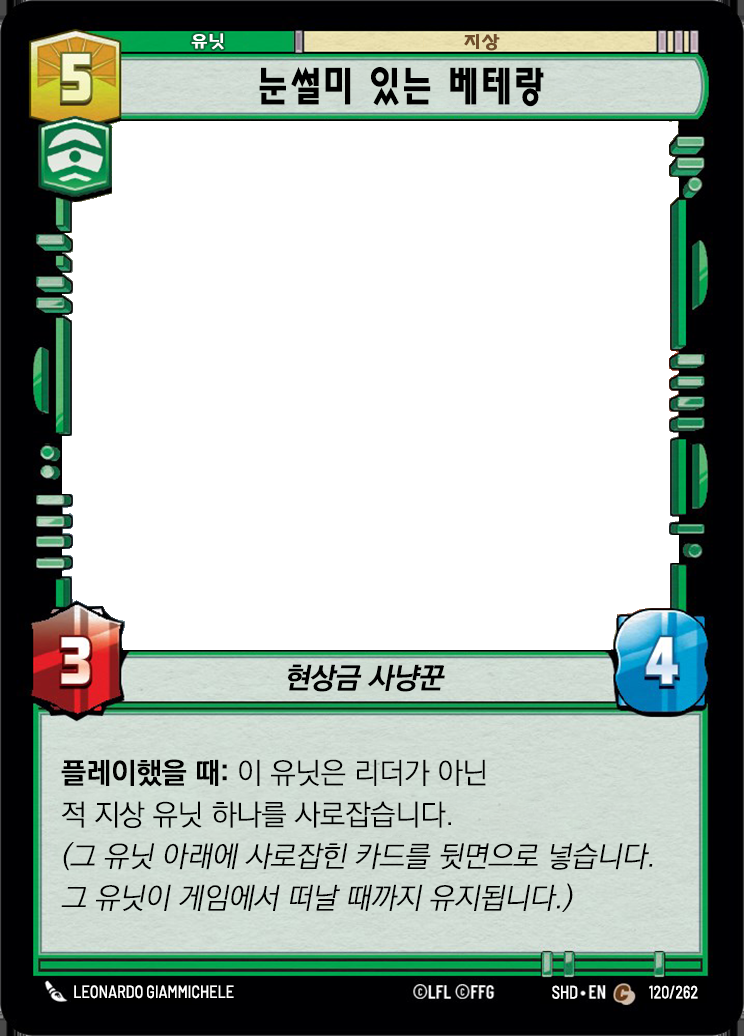 유닛
지상
5
눈썰미 있는 베테랑
3
현상금 사냥꾼
4
플레이했을 때: 이 유닛은 리더가 아닌
적 지상 유닛 하나를 사로잡습니다.
(그 유닛 아래에 사로잡힌 카드를 뒷면으로 넣습니다.
그 유닛이 게임에서 떠날 때까지 유지됩니다.)
LEONARDO GIAMMICHELE ©LFL ©FFG SHD•EN C 120/262